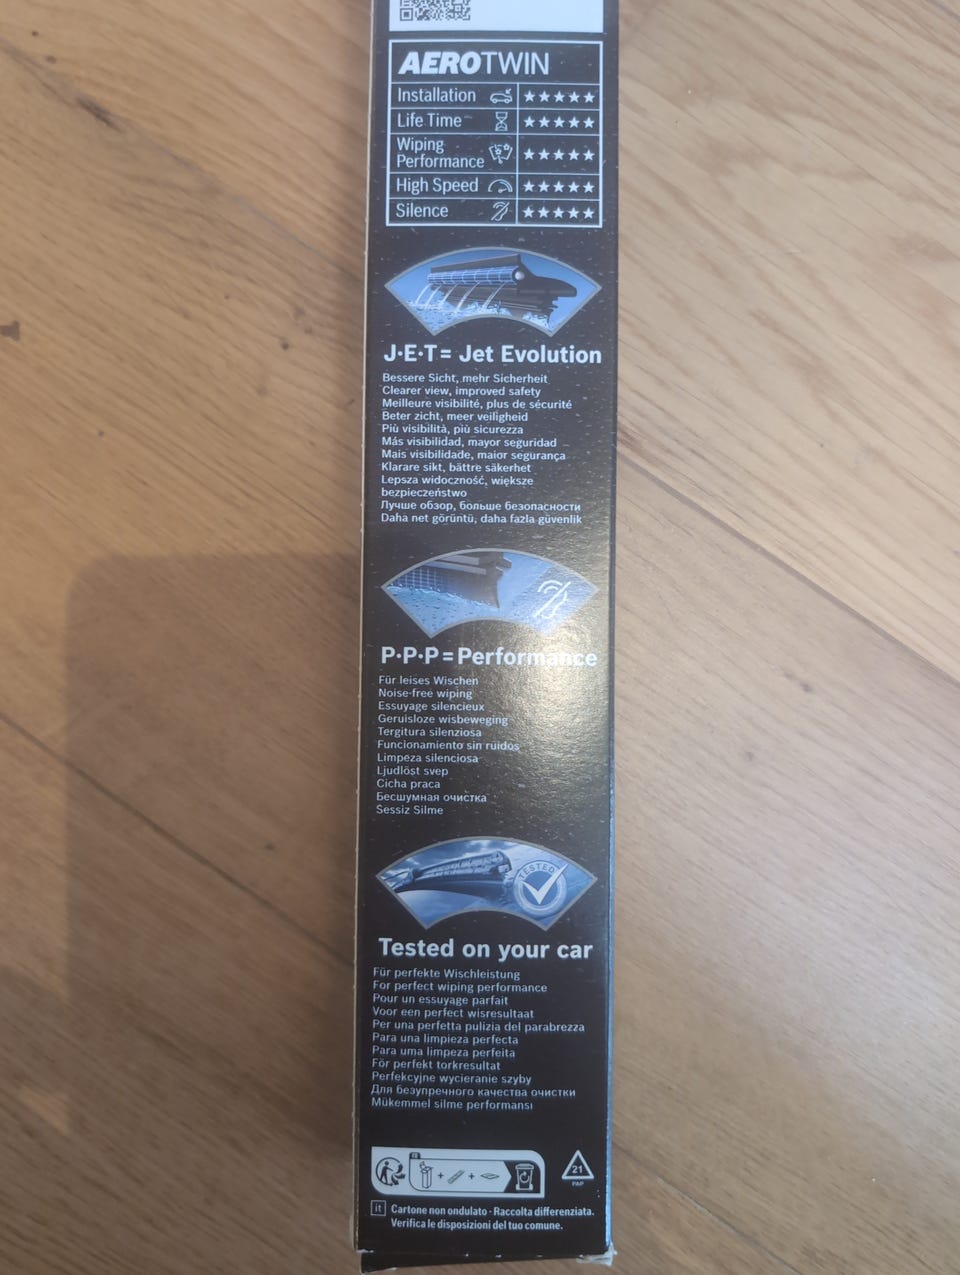 AEROTWIN
Installation ★★★★★
Life Time ★★★★★
Wiping
Performance ★★★★★
High Speed ★★★★★
Silence ★★★★★
J·E·T= Jet Evolution
Bessere Sicht, mehr Sicherheit
Clearer view, improved safety
Meilleure visibilité, plus de sécurité
Beter zicht, meer veiligheid
Più visibilità, più sicurezza
Más visibilidad, mayor seguridad
Mais visibilidade, maior segurança
Klarare sikt, bättre säkerhet
Lepsza widoczność, większe
bezpieczeństwo
Лучше обзор, больше безопасности
Daha net görüntü, daha fazla güvenlik
P·P·P=Performance
Für leises Wischen
Noise-free wiping
Essuyage silencieux
Geruisloze wisbeweging
Tergitura silenziosa
Funcionamiento sin ruidos
Limpeza silenciosa
Ljudlöst svep
Cicha praca
Бесшумная очистка
Sessiz Silme
TESTED
Tested on your car
Für perfekte Wischleistung
For perfect wiping performance
Pour un essuyage parfait
Voor een perfect wisresultaat
Per una perfetta pulizia del parabrezza
Para una limpieza perfecta
Para uma limpeza perfeita
För perfekt torkresultat
Perfekcyjne wycieranie szyby
Для безупречного качества очистки
Mükemmel silme performansı
FR
+ +
21
PAP
it Cartone non ondulato - Raccolta differenziata.
Verifica le disposizioni del tuo comune.